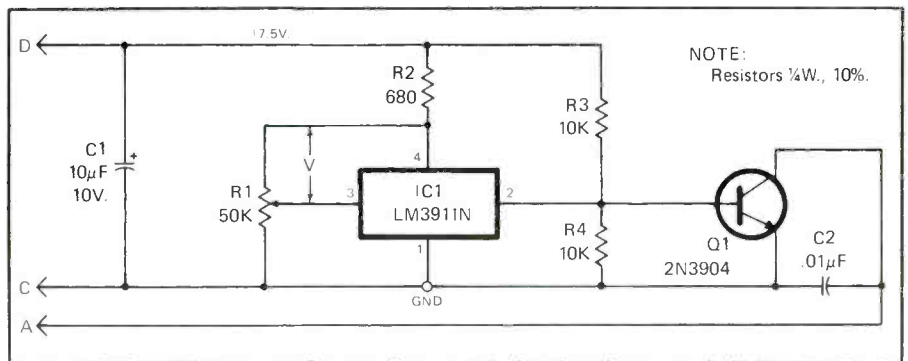 D
17.5V.
NOTE:
Resistors ¼W., 10%.
R2
680
R3
10K
C1
10µF
10V.
+
V
R1
50K
4
3
IC1
LM3911N
2
1
R4
10K
Q1
2N3904
C2
.01µF
C
GND
A